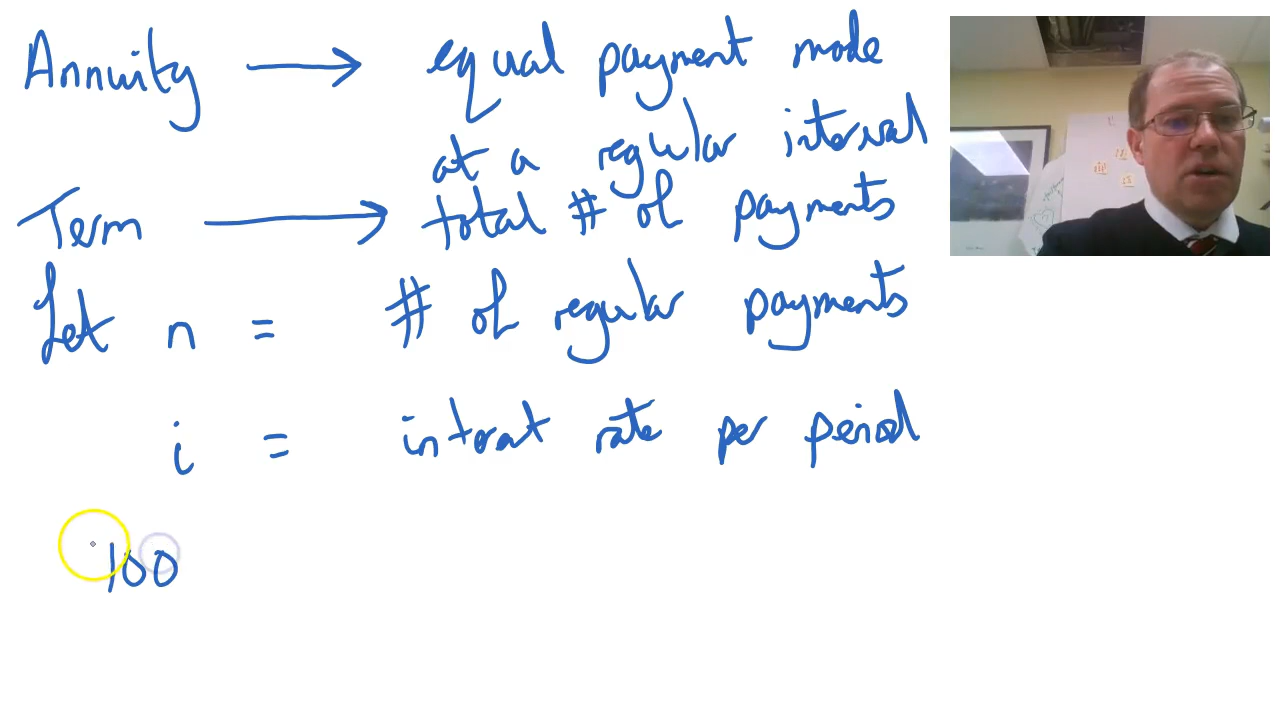 Annuity → equal payment mode
at a regular interval
Term → total # of payments
Let n = # of regular payments
i = interest rate per period
100